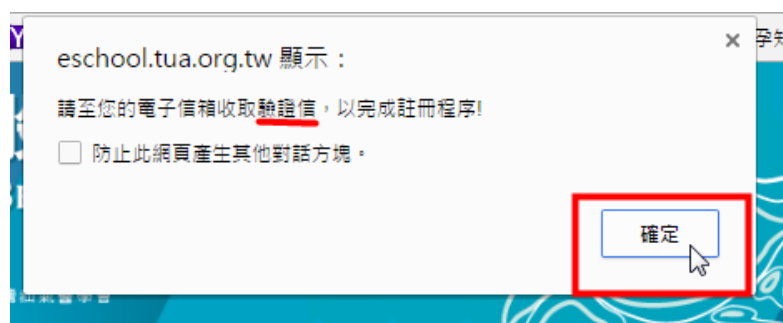 eschool.tua.org.tw 顯示：
請至您的電子信箱收取驗證信，以完成註冊程序!
防止此網頁產生其他對話方塊。
確定